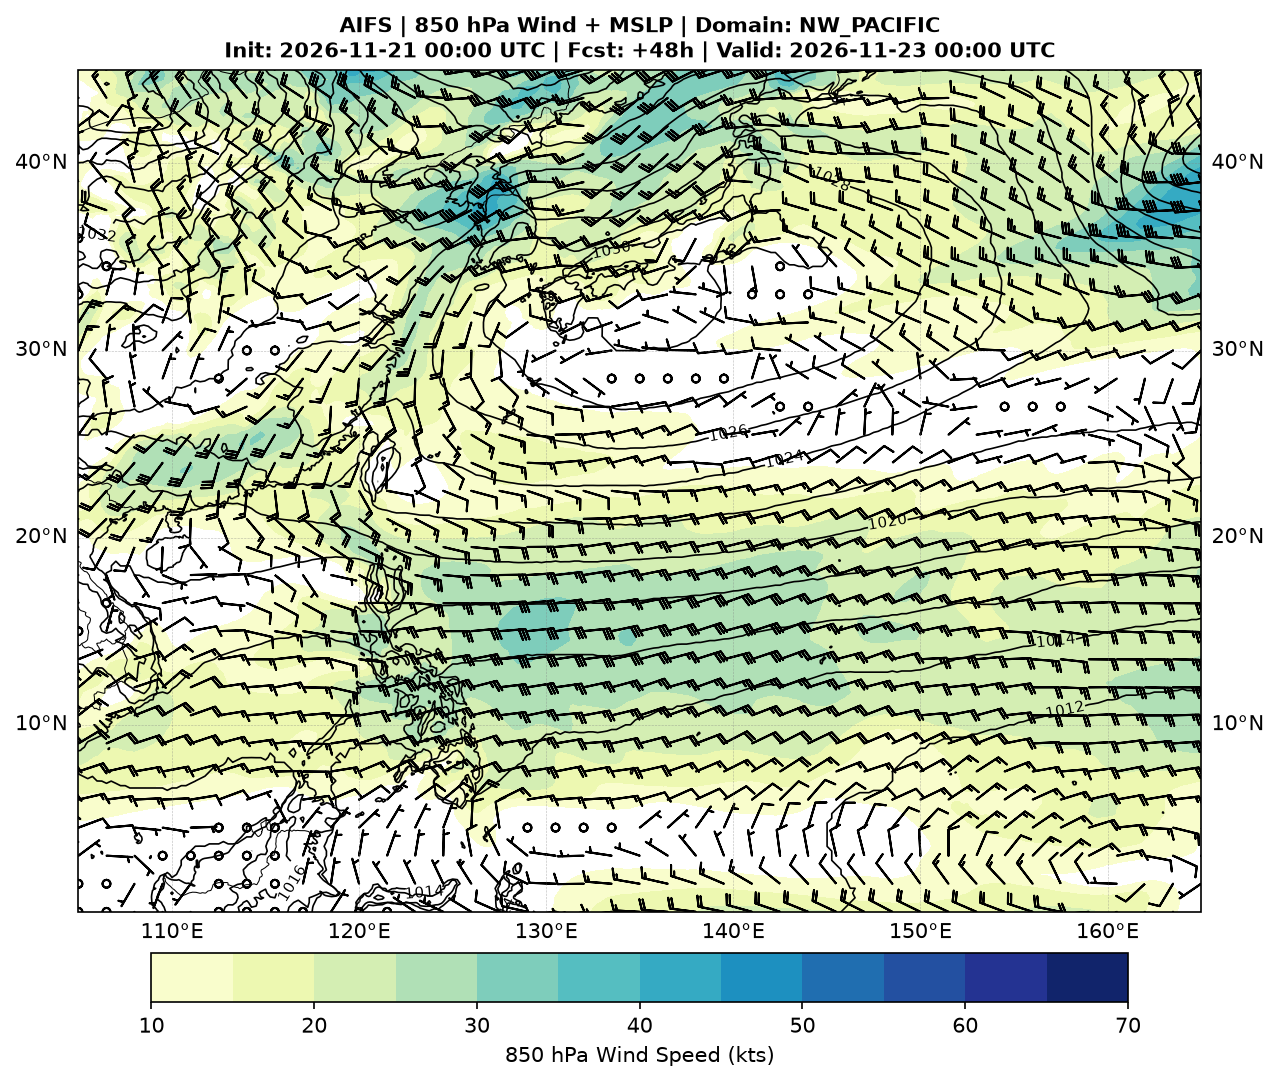 AIFS | 850 hPa Wind + MSLP | Domain: NW_PACIFIC
Init: 2026-11-21 00:00 UTC | Fcst: +48h | Valid: 2026-11-23 00:00 UTC
40°N 40°N
1028
1032
1030
30°N 30°N
1026
1024
1020
20°N 20°N
1014
1012
10°N 10°N
1016
1014
110°E 120°E 130°E 140°E 150°E 160°E
10 20 30 40 50 60 70
850 hPa Wind Speed (kts)